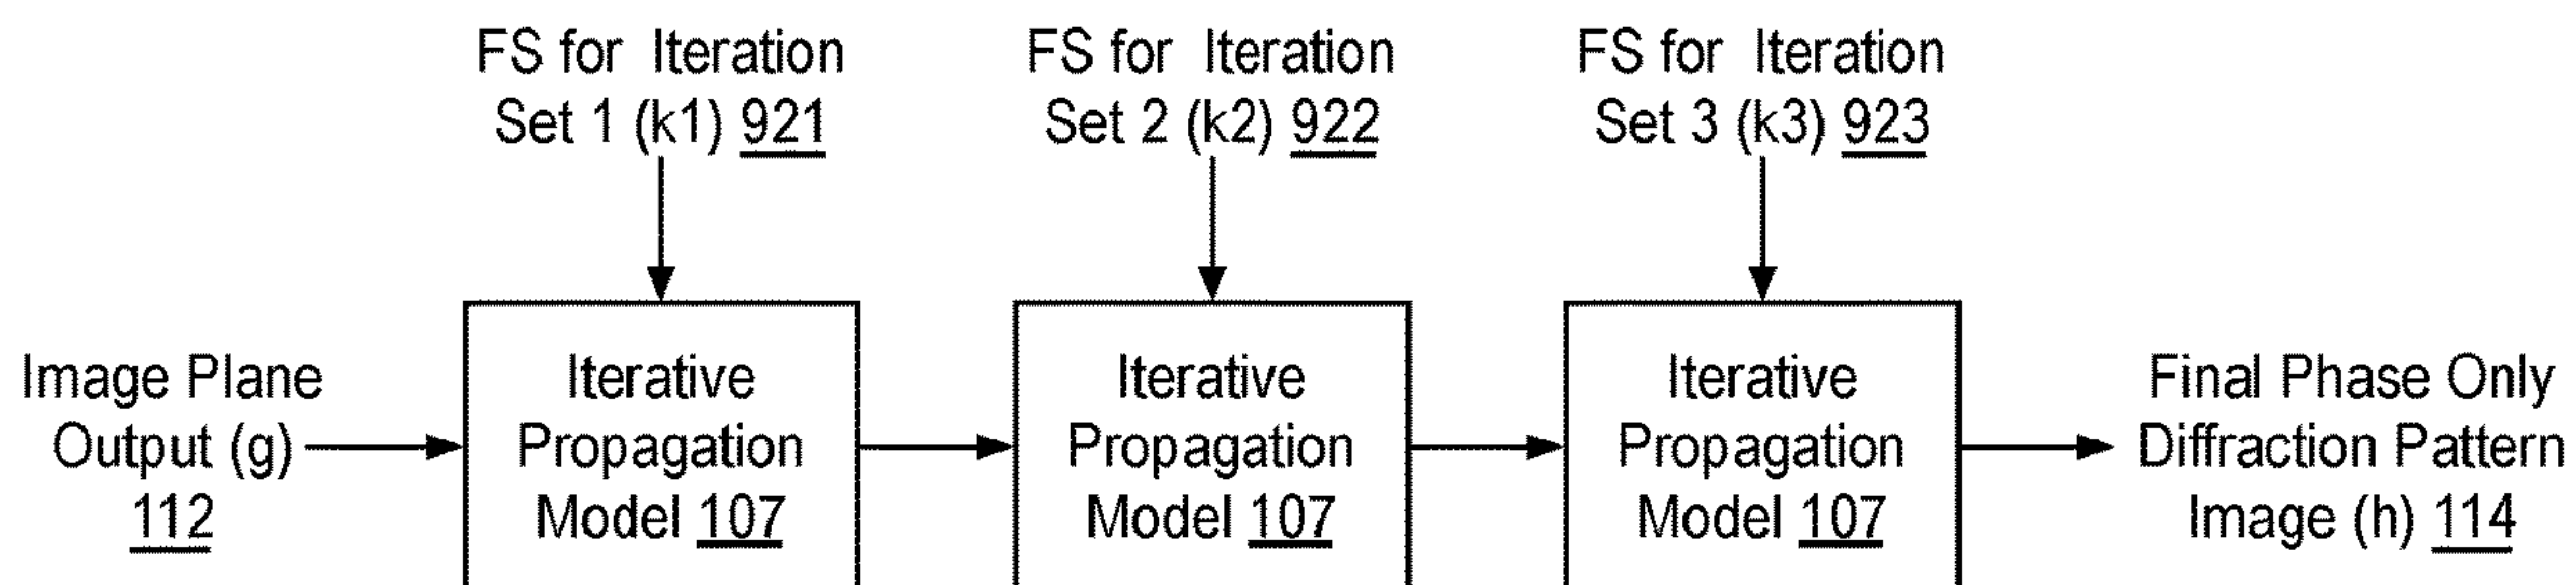 FS for Iteration
Set 1 (k1) 921
FS for Iteration
Set 2 (k2) 922
FS for Iteration
Set 3 (k3) 923
Image Plane
Output (g)
112
Iterative
Propagation
Model 107
Iterative
Propagation
Model 107
Iterative
Propagation
Model 107
Final Phase Only
Diffraction Pattern
Image (h) 114